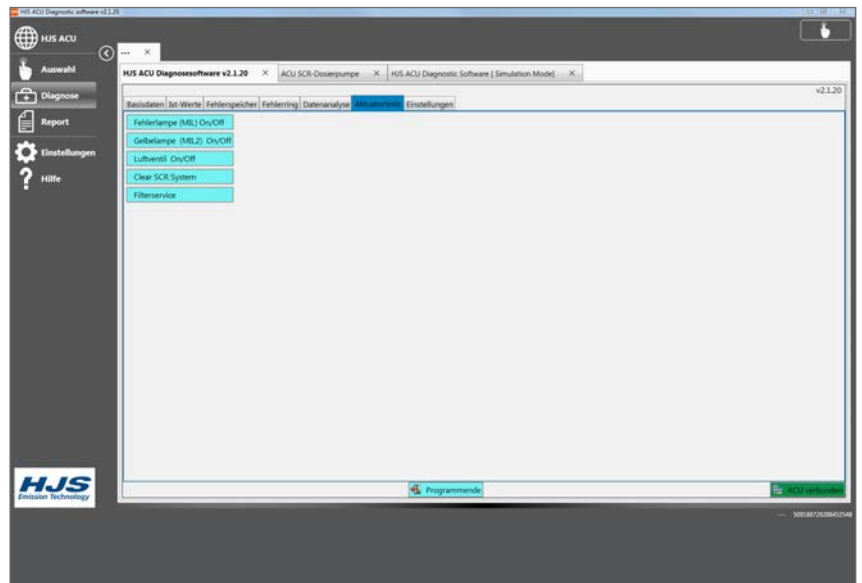 HJS ACU Diagnostic software v2.1.20
HJS ACU
Auswahl
Diagnose
Report
Einstellungen
Hilfe
HJS
Emission Technology
... ×
HJS ACU Diagnosesoftware v2.1.20 × ACU SCR-Dosierpumpe × HJS ACU Diagnostic Software [ Simulation Mode] ×
v2.1.20
Basisdaten Ist-Werte Fehlerspeicher Fehlerring Datenanalyse Aktuatortests Einstellungen
Fehlerlampe (MIL) On/Off
Gelbelampe (MIL2) On/Off
Luftventil On/Off
Clear SCR System
Filterservice
Programmende
ACU verbunden